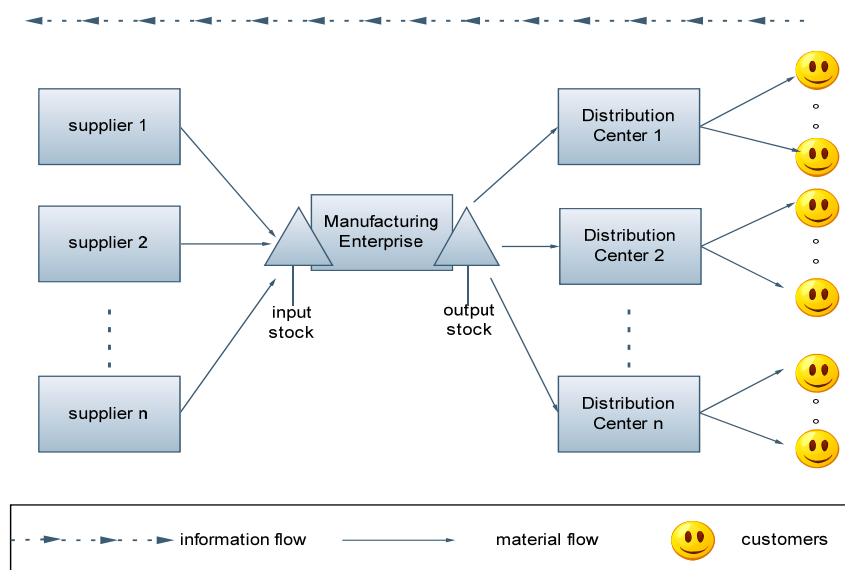 supplier 1
Distribution
Center 1
supplier 2
Manufacturing
Enterprise
Distribution
Center 2
input
stock
output
stock
supplier n
Distribution
Center n
information flow
material flow
customers